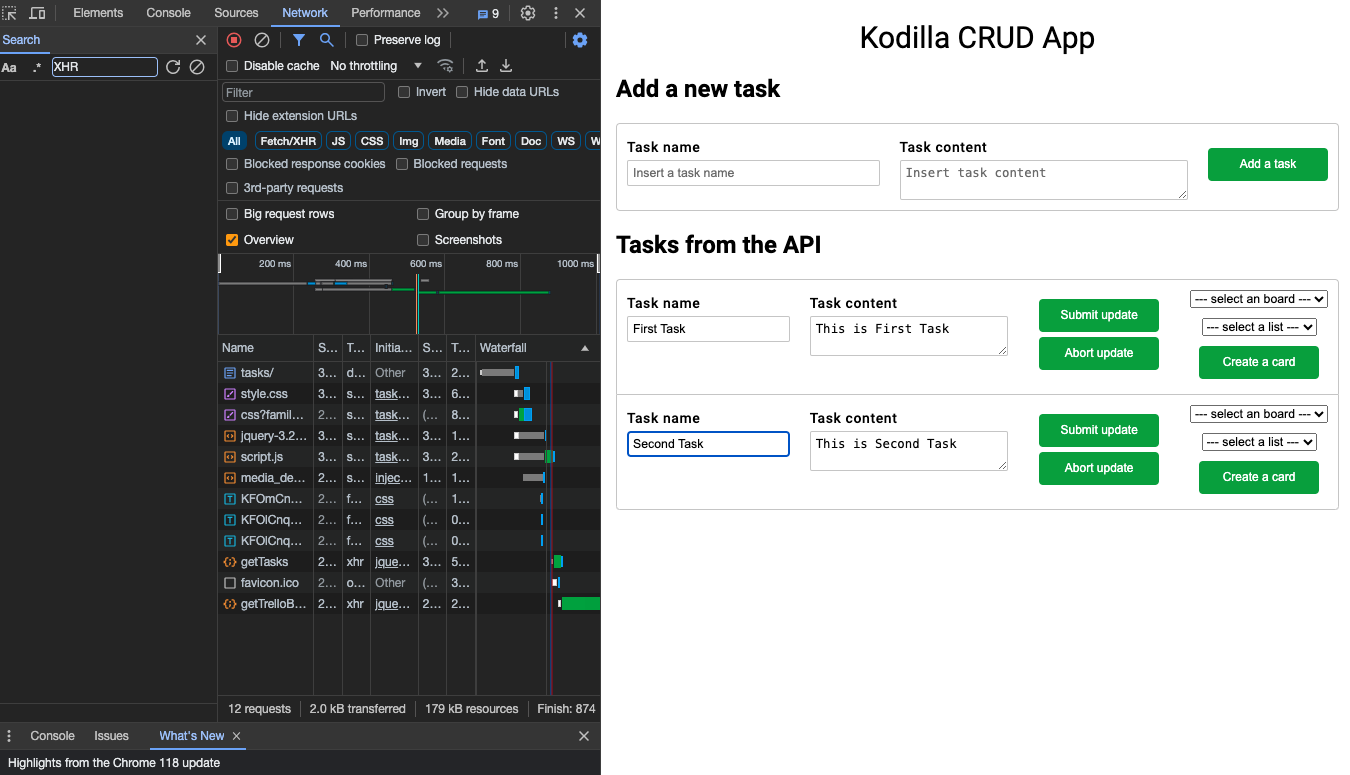 Elements Console Sources Network Performance 9
Search
Aa .* XHR
Preserve log
Disable cache No throttling
Filter Invert Hide data URLs
Hide extension URLs
All Fetch/XHR JS CSS Img Media Font Doc WS W
Blocked response cookies Blocked requests
3rd-party requests
Big request rows Group by frame
Overview Screenshots
200 ms 400 ms 600 ms 800 ms 1000 ms
Name S... T... Initia... S... T... Waterfall
tasks/ 3... d... Other 3... 2...
style.css 3... s... task... 3... 6...
css?famil... 2... s... task... (... 8...
jquery-3.2... 3... s... task... 3... 1...
script.js 3... s... task... 3... 2...
media_de... 2... s... injec... 1... 1...
KFOmCn... 2... f... css (... 1...
KFOlCnq... 2... f... css (... 0...
KFOlCnq... 2... f... css (... 0...
getTasks 2... xhr jque... 3... 5...
favicon.ico 2... o... Other (... 3...
getTrelloB... 2... xhr jque... 2... 2...
12 requests 2.0 kB transferred 179 kB resources Finish: 874
Console Issues What's New
Highlights from the Chrome 118 update
Kodilla CRUD App
Add a new task
Task name Task content
Insert a task name Insert task content Add a task
Tasks from the API
Task name Task content
First Task This is First Task
Submit update
Abort update
--- select an board ---
--- select a list ---
Create a card
Task name Task content
Second Task This is Second Task
Submit update
Abort update
--- select an board ---
--- select a list ---
Create a card